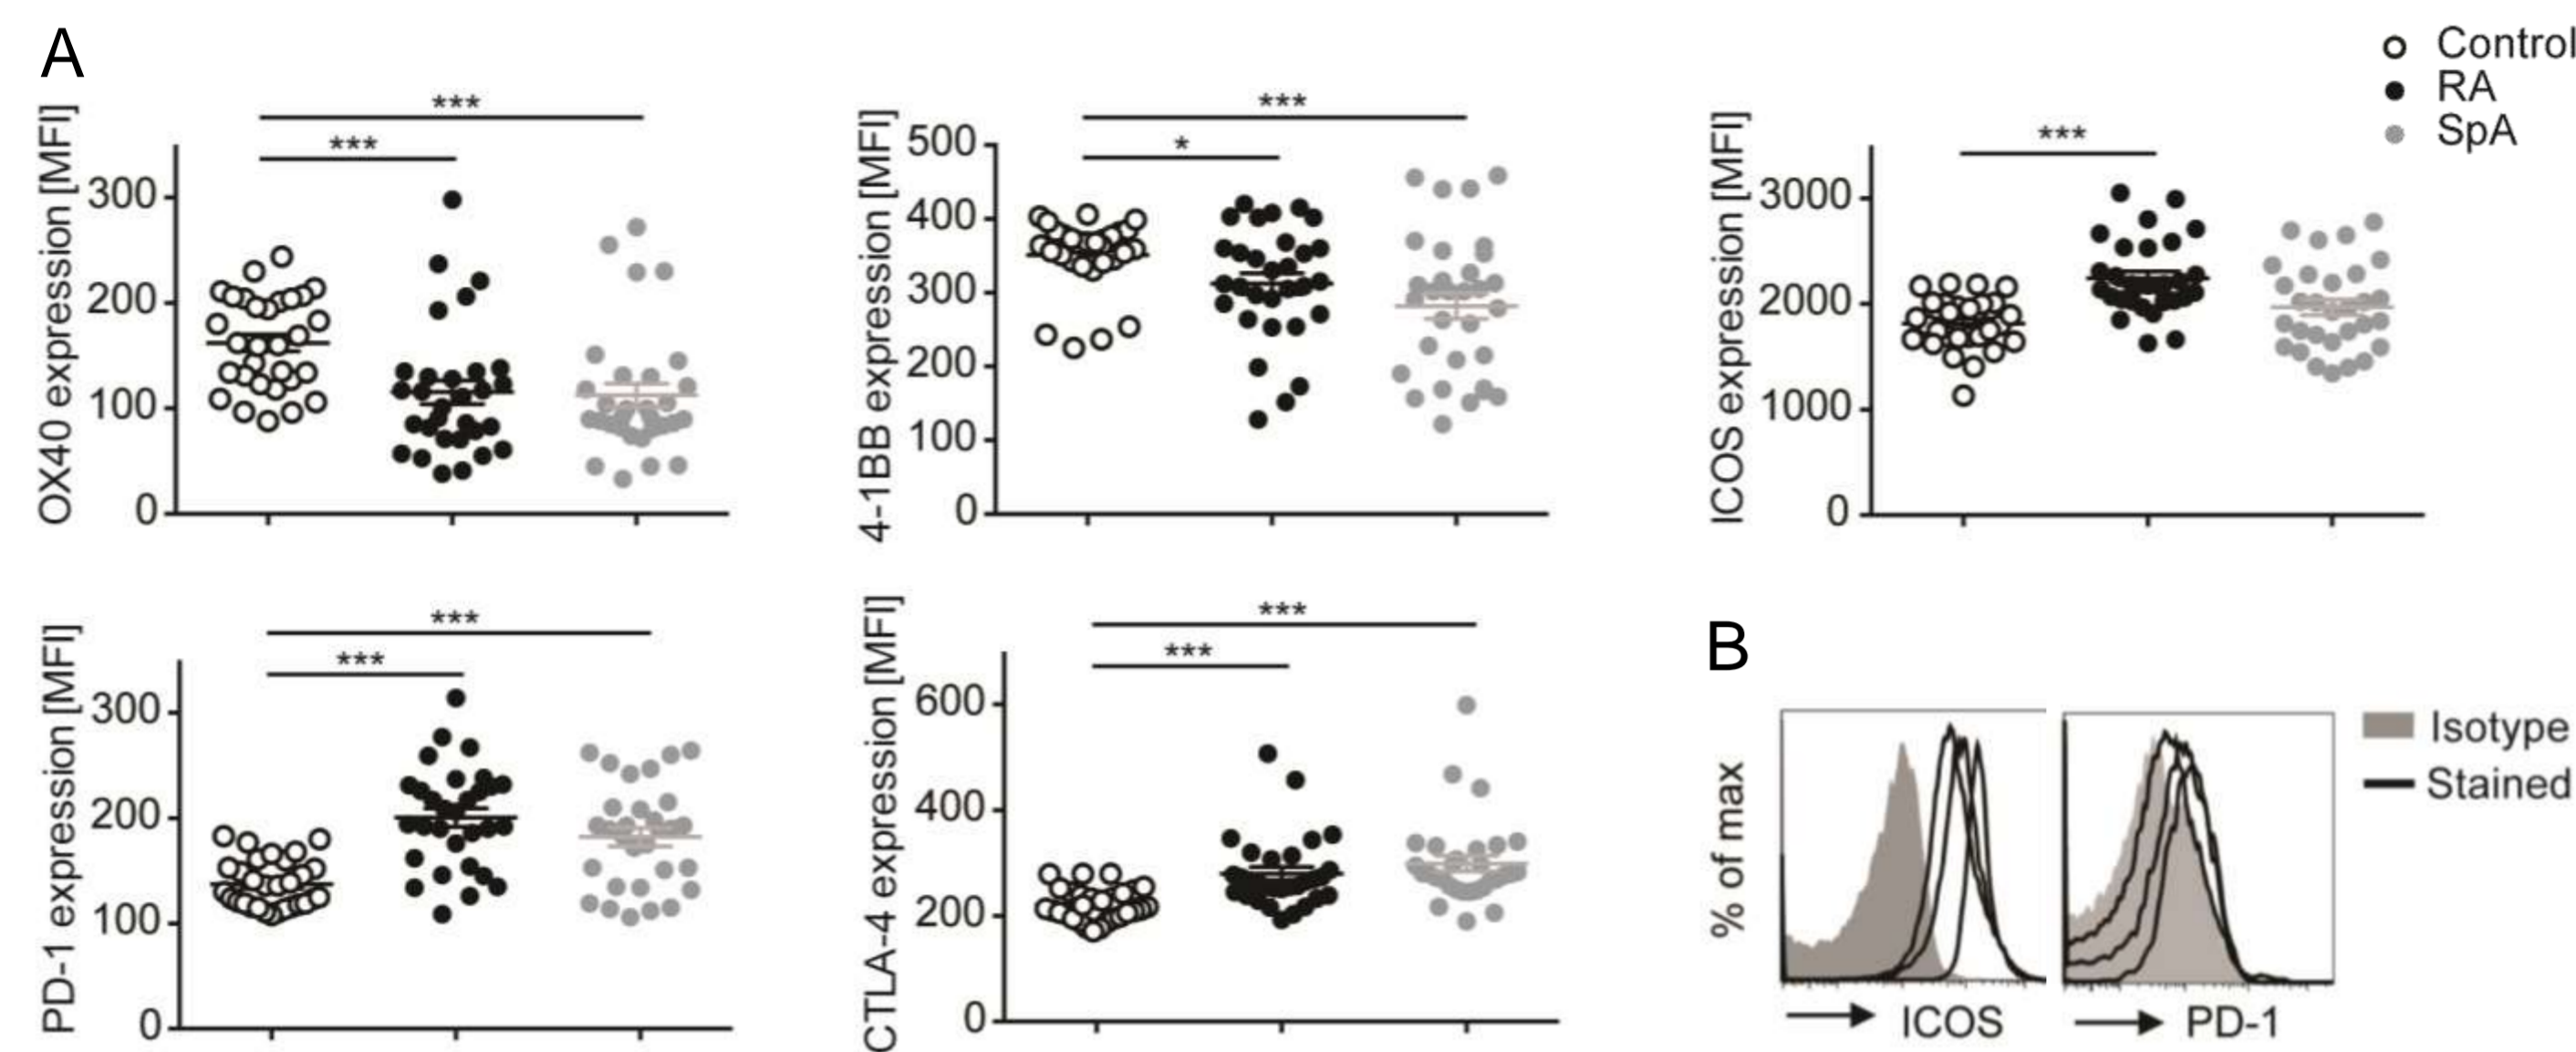 A
OX40 expression [MFI]
300
200
100
0
***
***
4-1BB expression [MFI]
500
400
300
200
100
0
***
*
ICOS expression [MFI]
3000
2000
1000
0
***
Control
RA
SpA
PD-1 expression [MFI]
300
200
100
0
***
***
CTLA-4 expression [MFI]
600
400
200
0
***
***
B
% of max
ICOS
PD-1
Isotype
Stained